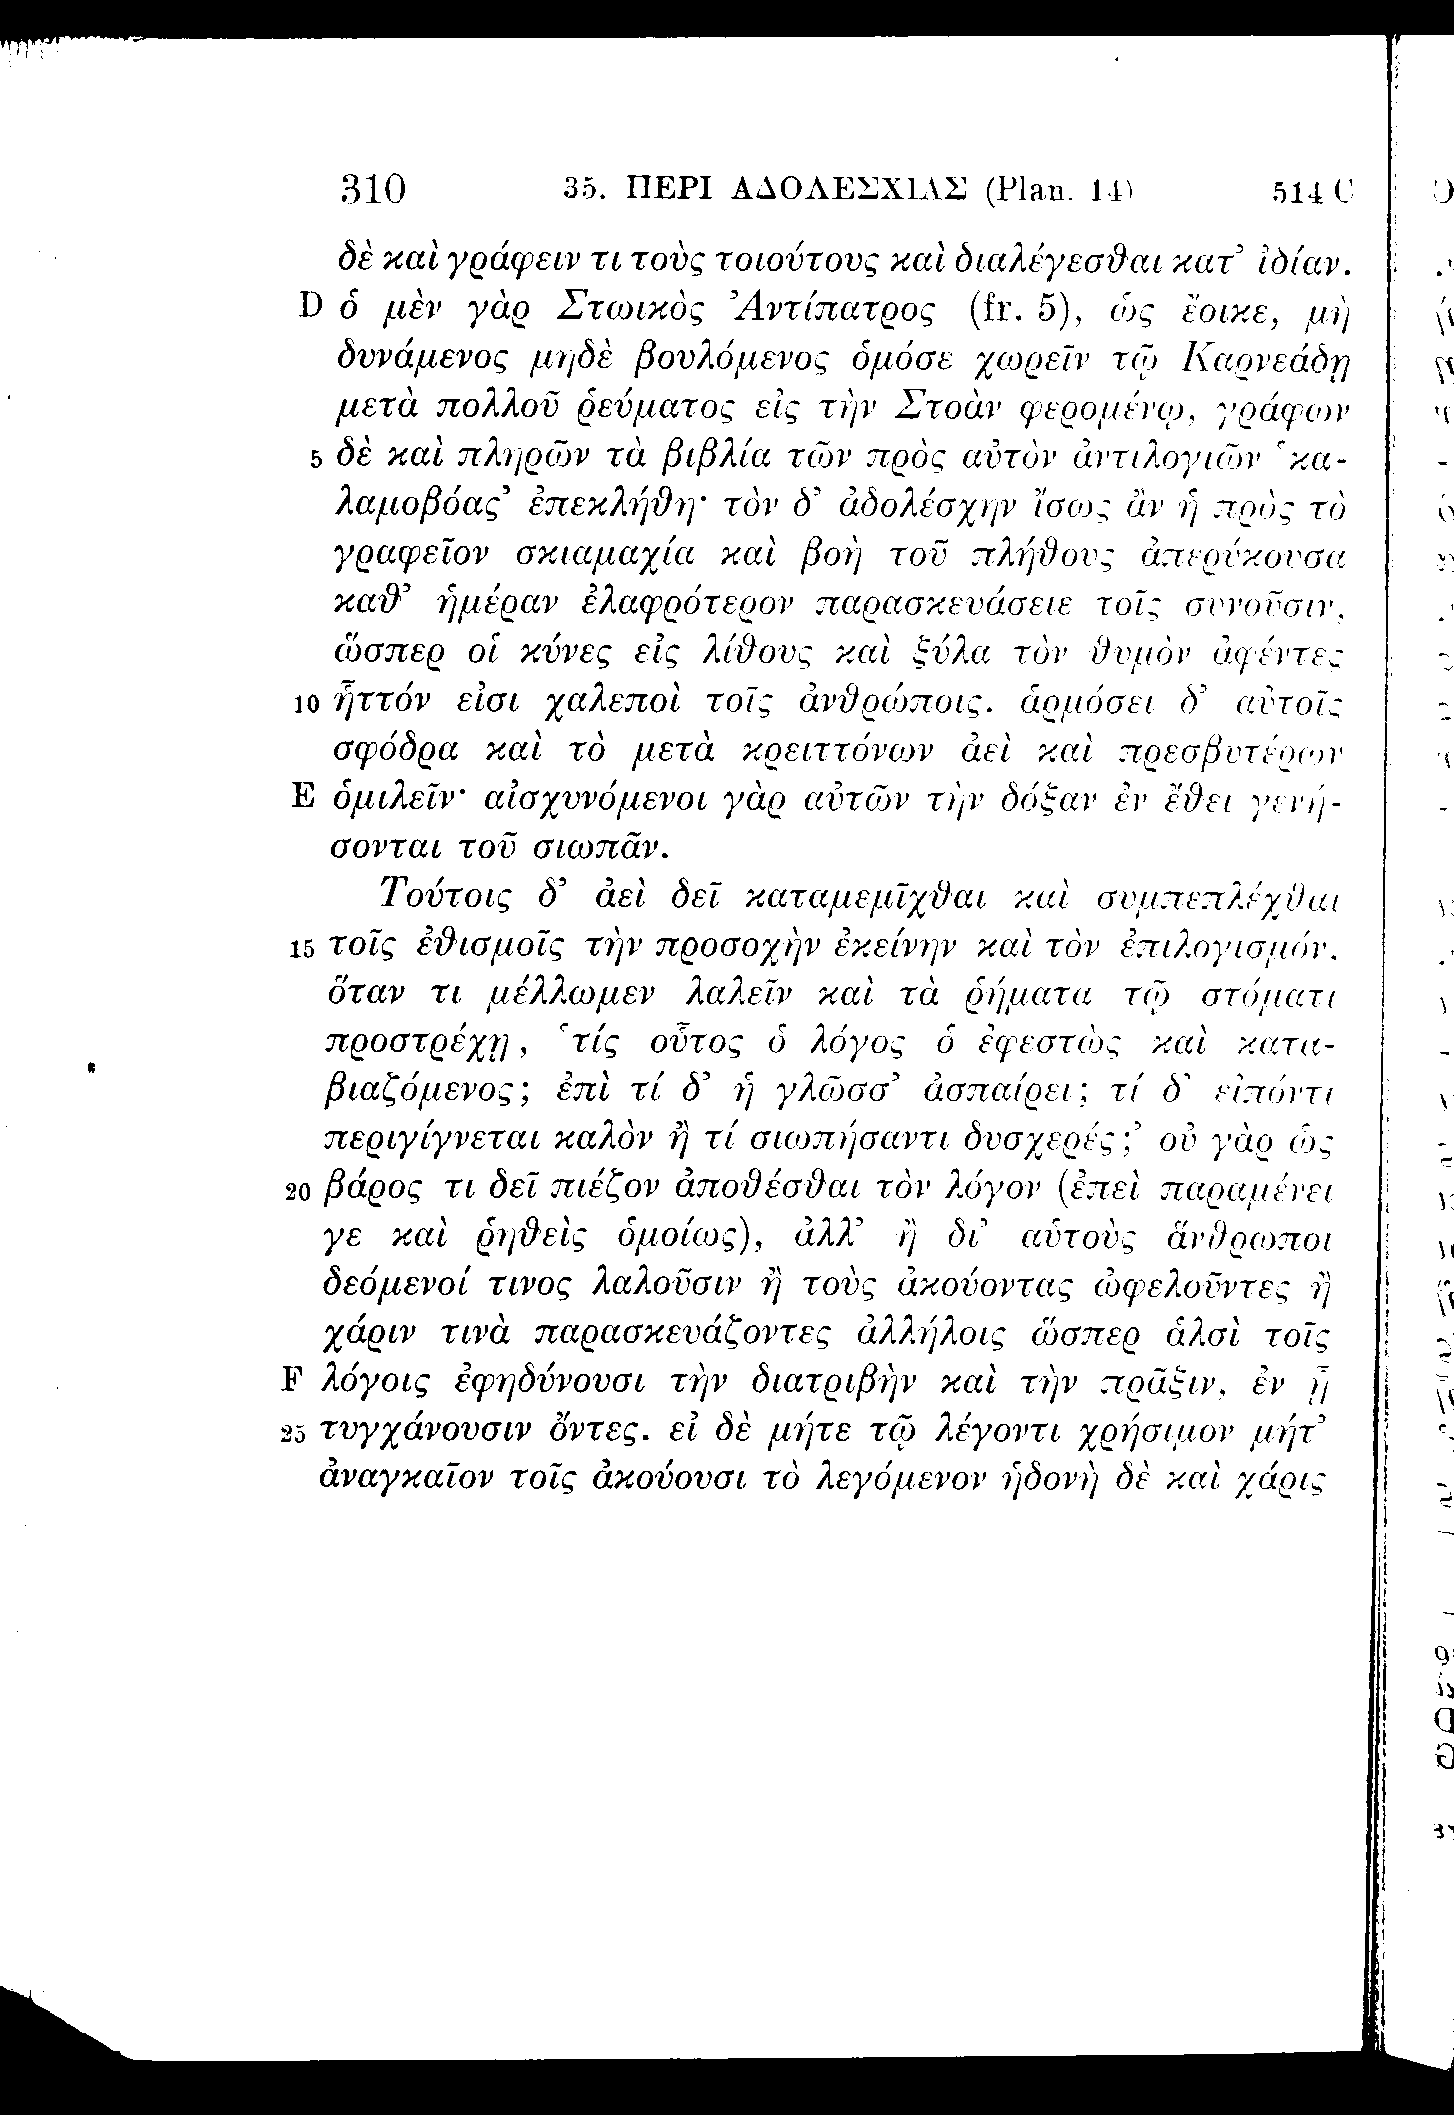 310 35. ΠΕΡΙ ΑΔΟΛΕΣΧΙΑΣ (Plan. 14) 514 C
δὲ καὶ γράφειν τι τοὺς τοιούτους καὶ διαλέγεσθαι κατ’ ἰδίαν.
D ὁ μὲν γὰρ Στωικὸς Ἀντίπατρος (fr. 5), ὡς ἔοικε, μὴ
δυνάμενος μηδὲ βουλόμενος ὁμόσε χωρεῖν τῷ Καρνεάδῃ
μετὰ πολλοῦ ῥεύματος εἰς τὴν Στοὰν φερομένῳ, γράφων
5 δὲ καὶ πληρῶν τὰ βιβλία τῶν πρὸς αὐτὸν ἀντιλογιῶν ‘κα-
λαμοβόας’ ἐπεκλήθη· τὸν δ’ ἀδολέσχην ἴσως ἂν ἡ πρὸς τὸ
γραφεῖον σκιαμαχία καὶ βοὴ τοῦ πλήθους ἀπερύκουσα
καθ’ ἡμέραν ἐλαφρότερον παρασκευάσειε τοῖς συνοῦσιν,
ὥσπερ οἱ κύνες εἰς λίθους καὶ ξύλα τὸν θυμὸν ἀφέντες
10 ἧττόν εἰσι χαλεποὶ τοῖς ἀνθρώποις. ἁρμόσει δ’ αὐτοῖς
σφόδρα καὶ τὸ μετὰ κρειττόνων ἀεὶ καὶ πρεσβυτέρων
E ὁμιλεῖν· αἰσχυνόμενοι γὰρ αὐτῶν τὴν δόξαν ἐν ἔθει γενή-
σονται τοῦ σιωπᾶν.
Τούτοις δ’ ἀεὶ δεῖ καταμεμῖχθαι καὶ συμπεπλέχθαι
15 τοῖς ἐθισμοῖς τὴν προσοχὴν ἐκείνην καὶ τὸν ἐπιλογισμόν,
ὅταν τι μέλλωμεν λαλεῖν καὶ τὰ ῥήματα τῷ στόματι
προστρέχῃ, ‘τίς οὗτος ὁ λόγος ὁ ἐφεστὼς καὶ κατα-
βιαζόμενος; ἐπὶ τί δ’ ἡ γλῶσσ’ ἀσπαίρει; τί δ’ εἰπόντι
περιγίγνεται καλὸν ἢ τί σιωπήσαντι δυσχερές;’ οὐ γὰρ ὡς
20 βάρος τι δεῖ πιέζον ἀποθέσθαι τὸν λόγον (ἐπεὶ παραμένει
γε καὶ ῥηθεὶς ὁμοίως), ἀλλ’ ἢ δι’ αὑτοὺς ἄνθρωποι
δεόμενοί τινος λαλοῦσιν ἢ τοὺς ἀκούοντας ὠφελοῦντες ἢ
χάριν τινὰ παρασκευάζοντες ἀλλήλοις ὥσπερ ἁλσὶ τοῖς
F λόγοις ἐφηδύνουσι τὴν διατριβὴν καὶ τὴν πρᾶξιν, ἐν ᾗ
25 τυγχάνουσιν ὄντες. εἰ δὲ μήτε τῷ λέγοντι χρήσιμον μήτ’
ἀναγκαῖον τοῖς ἀκούουσι τὸ λεγόμενον ἡδονὴ δὲ καὶ χάρις